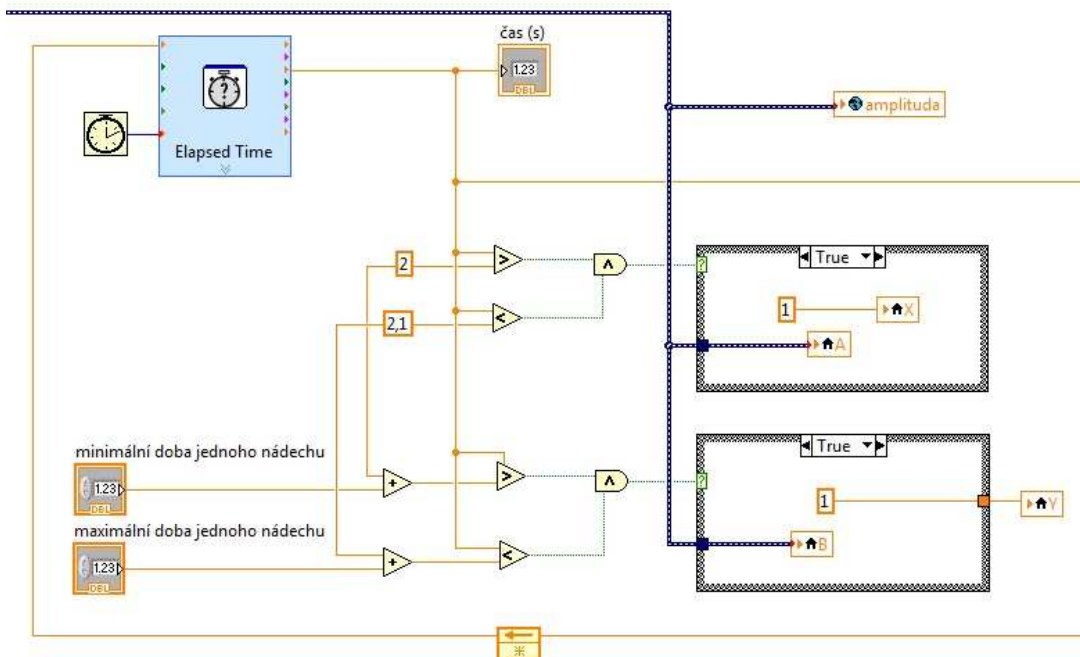 čas (s)
1.23
DBL
amplituda
?
Elapsed Time
True
2
>
∧
?
1
X
2,1
<
A
minimální doba jednoho nádechu
1.23
DBL
+
>
∧
True
?
1
Y
maximální doba jednoho nádechu
1.23
DBL
+
<
B